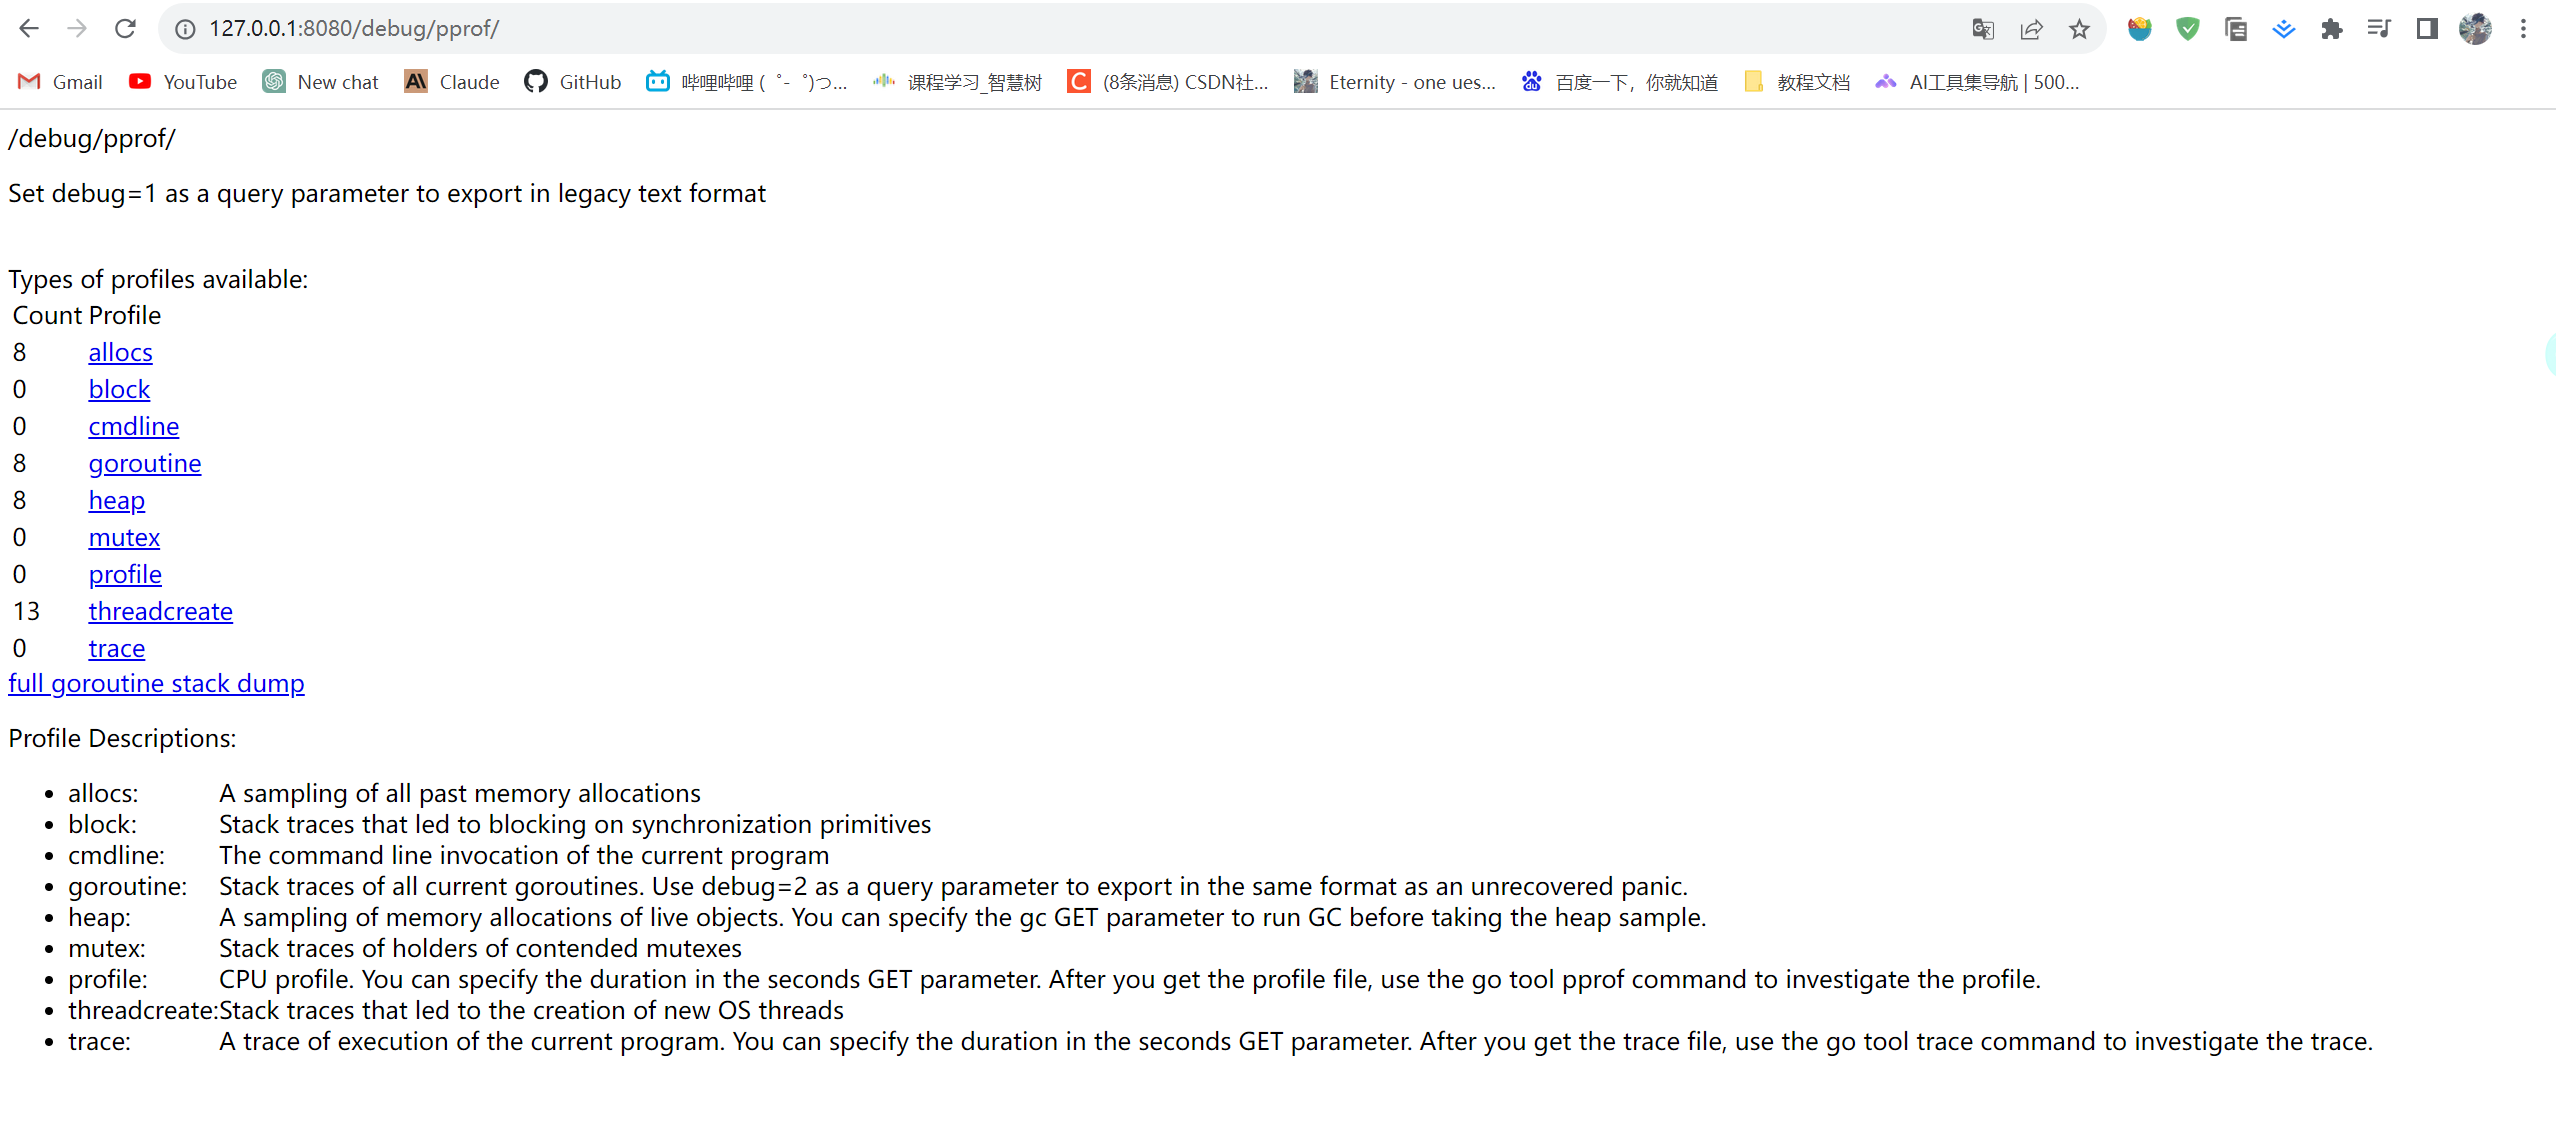 127.0.0.1:8080/debug/pprof/
Gmail YouTube New chat Claude GitHub 哔哩哔哩 ( ゜- ゜)つ... 课程学习_智慧树 (8条消息) CSDN社... Eternity - one ues... 百度一下，你就知道 教程文档 AI工具集导航 | 500...
/debug/pprof/
Set debug=1 as a query parameter to export in legacy text format
Types of profiles available:
Count Profile
8 allocs
0 block
0 cmdline
8 goroutine
8 heap
0 mutex
0 profile
13 threadcreate
0 trace
full goroutine stack dump
Profile Descriptions:
• allocs: A sampling of all past memory allocations
• block: Stack traces that led to blocking on synchronization primitives
• cmdline: The command line invocation of the current program
• goroutine: Stack traces of all current goroutines. Use debug=2 as a query parameter to export in the same format as an unrecovered panic.
• heap: A sampling of memory allocations of live objects. You can specify the gc GET parameter to run GC before taking the heap sample.
• mutex: Stack traces of holders of contended mutexes
• profile: CPU profile. You can specify the duration in the seconds GET parameter. After you get the profile file, use the go tool pprof command to investigate the profile.
• threadcreate: Stack traces that led to the creation of new OS threads
• trace: A trace of execution of the current program. You can specify the duration in the seconds GET parameter. After you get the trace file, use the go tool trace command to investigate the trace.